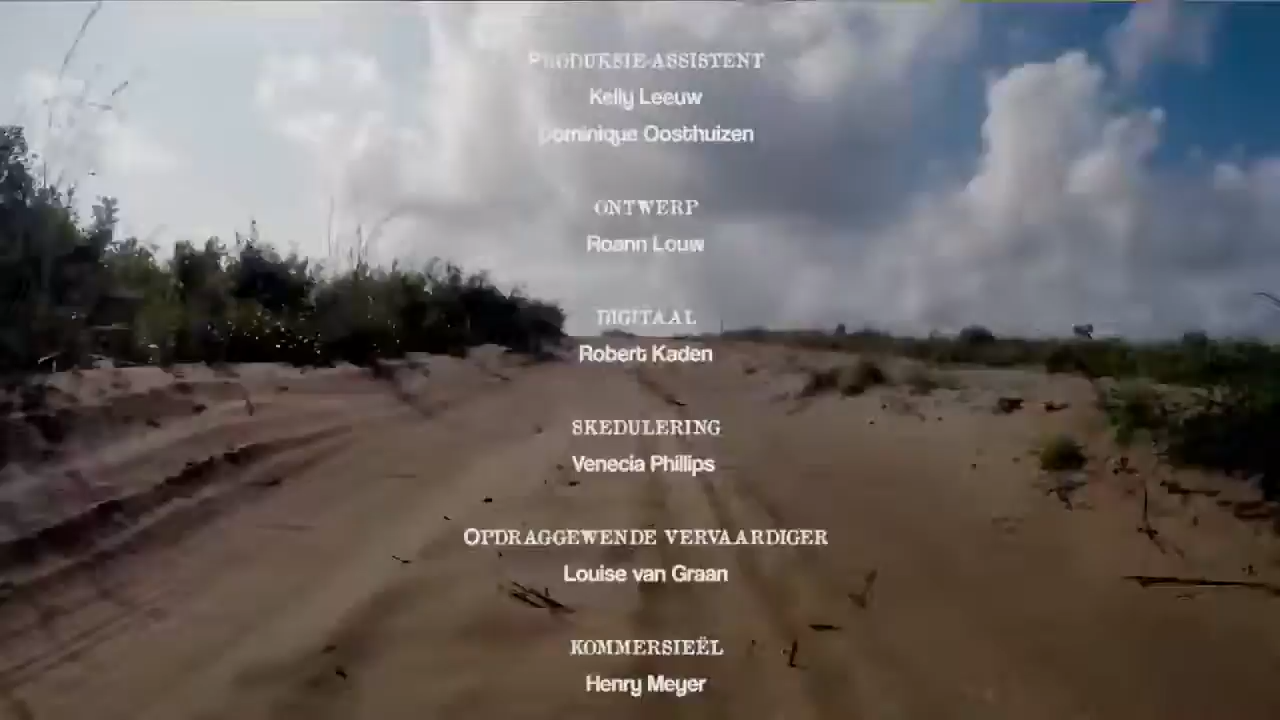 PRODUKSIE-ASSISTENT
Kelly Leeuw
Dominique Oosthuizen
ONTWERP
Roann Louw
DIGITAAL
Robert Kaden
SKEDULERING
Venecia Phillips
OPDRAGGEWENDE VERVAARDIGER
Louise van Graan
KOMMERSIEËL
Henry Meyer